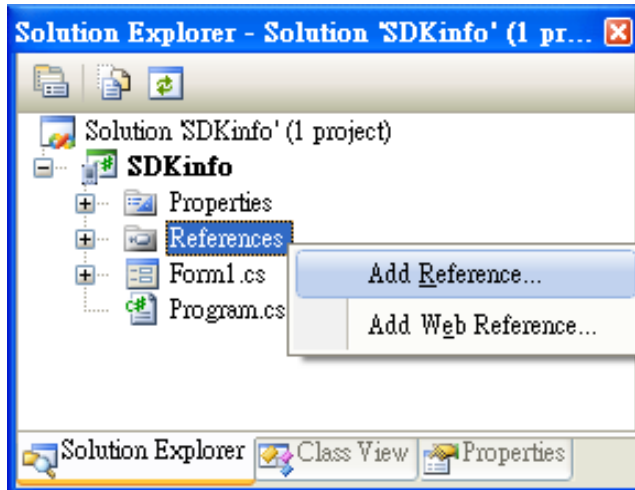 Solution Explorer - Solution 'SDKinfo' (1 pr...
Solution 'SDKinfo' (1 project)
SDKinfo
Properties
References
Add Reference...
Form1.cs
Program.cs
Add Web Reference...
Solution Explorer Class View Properties